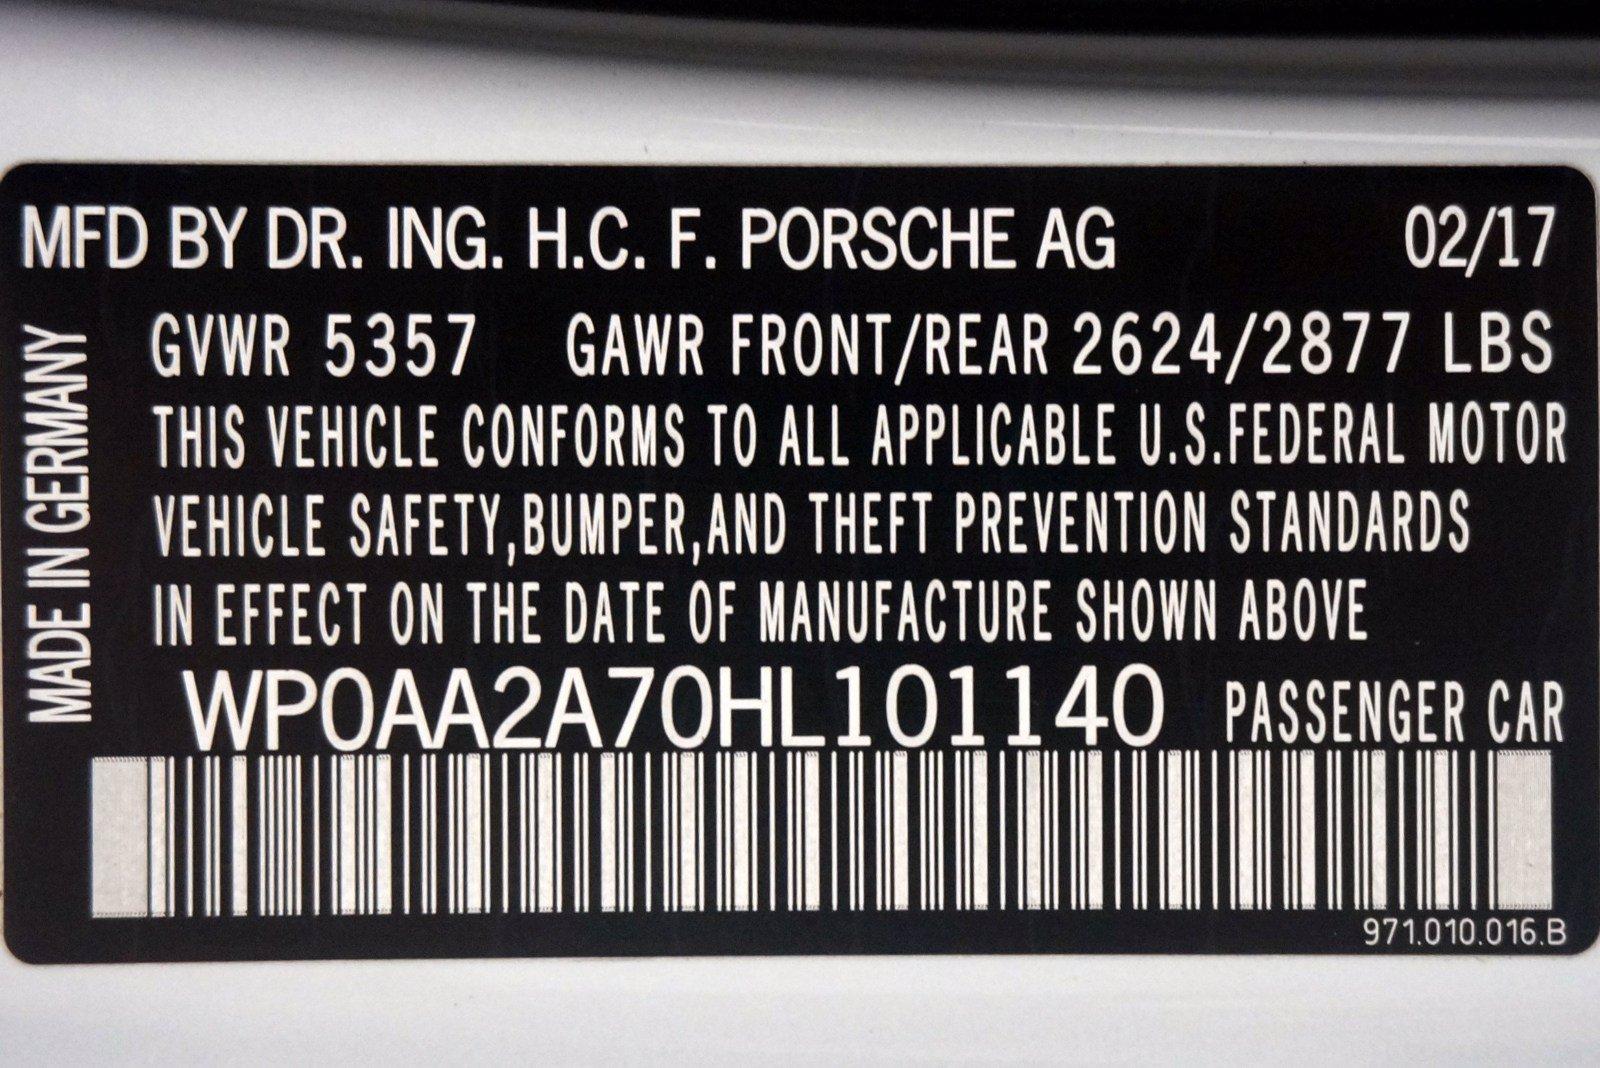 MFD BY DR. ING. H.C. F. PORSCHE AG 02/17
MADE IN GERMANY
GVWR 5357 GAWR FRONT/REAR 2624/2877 LBS
THIS VEHICLE CONFORMS TO ALL APPLICABLE U.S.FEDERAL MOTOR
VEHICLE SAFETY,BUMPER,AND THEFT PREVENTION STANDARDS
IN EFFECT ON THE DATE OF MANUFACTURE SHOWN ABOVE
WP0AA2A70HL101140 PASSENGER CAR
971.010.016.B